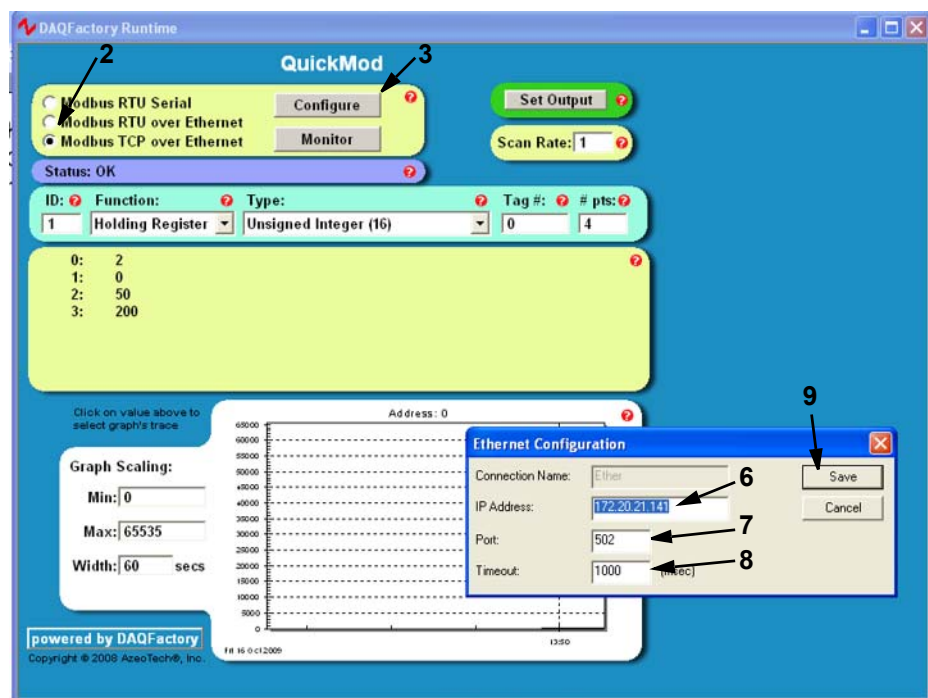 DAQFactory Runtime
2
QuickMod
3
Modbus RTU Serial
Modbus RTU over Ethernet
Modbus TCP over Ethernet
Configure
Monitor
?
Set Output ?
Scan Rate: 1 ?
Status: OK ?
ID: ? Function: ? Type: ? Tag #: ? # pts: ?
1 Holding Register Unsigned Integer (16) 0 4
0: 2 ?
1: 0
2: 50
3: 200
Click on value above to
select graph's trace
Graph Scaling:
Min: 0
Max: 65535
Width: 60 secs
Address: 0 ?
65000
60000
55000
50000
45000
40000
35000
30000
25000
20000
15000
10000
5000
0
13:50
Fri 16 Oct 2009
9
Ethernet Configuration
Connection Name: Ether
Save
IP Address: 172.20.21.141
6
Cancel
Port: 502
7
Timeout: 1000 (msec)
8
powered by DAQFactory
Copyright © 2008 AzeoTech®, Inc.